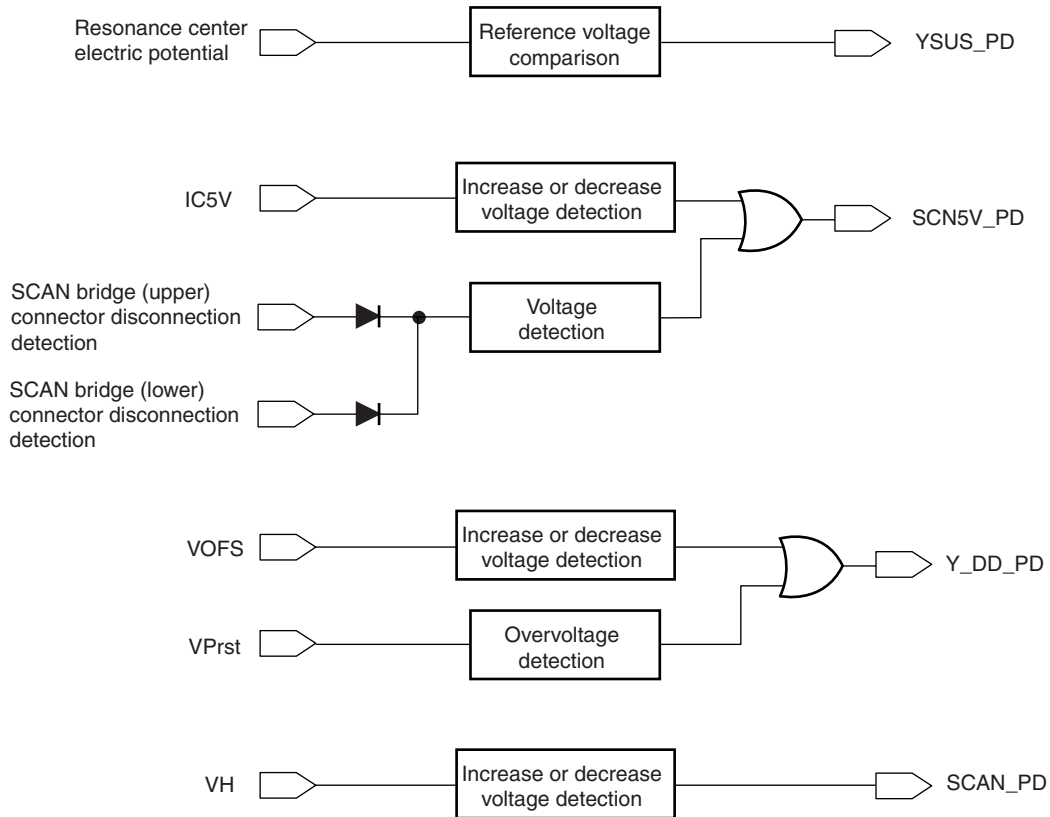 Resonance center
electric potential
Reference voltage
comparison
YSUS_PD
IC5V
Increase or decrease
voltage detection
SCN5V_PD
SCAN bridge (upper)
connector disconnection
detection
Voltage
detection
SCAN bridge (lower)
connector disconnection
detection
VOFS
Increase or decrease
voltage detection
Y_DD_PD
VPrst
Overvoltage
detection
VH
Increase or decrease
voltage detection
SCAN_PD